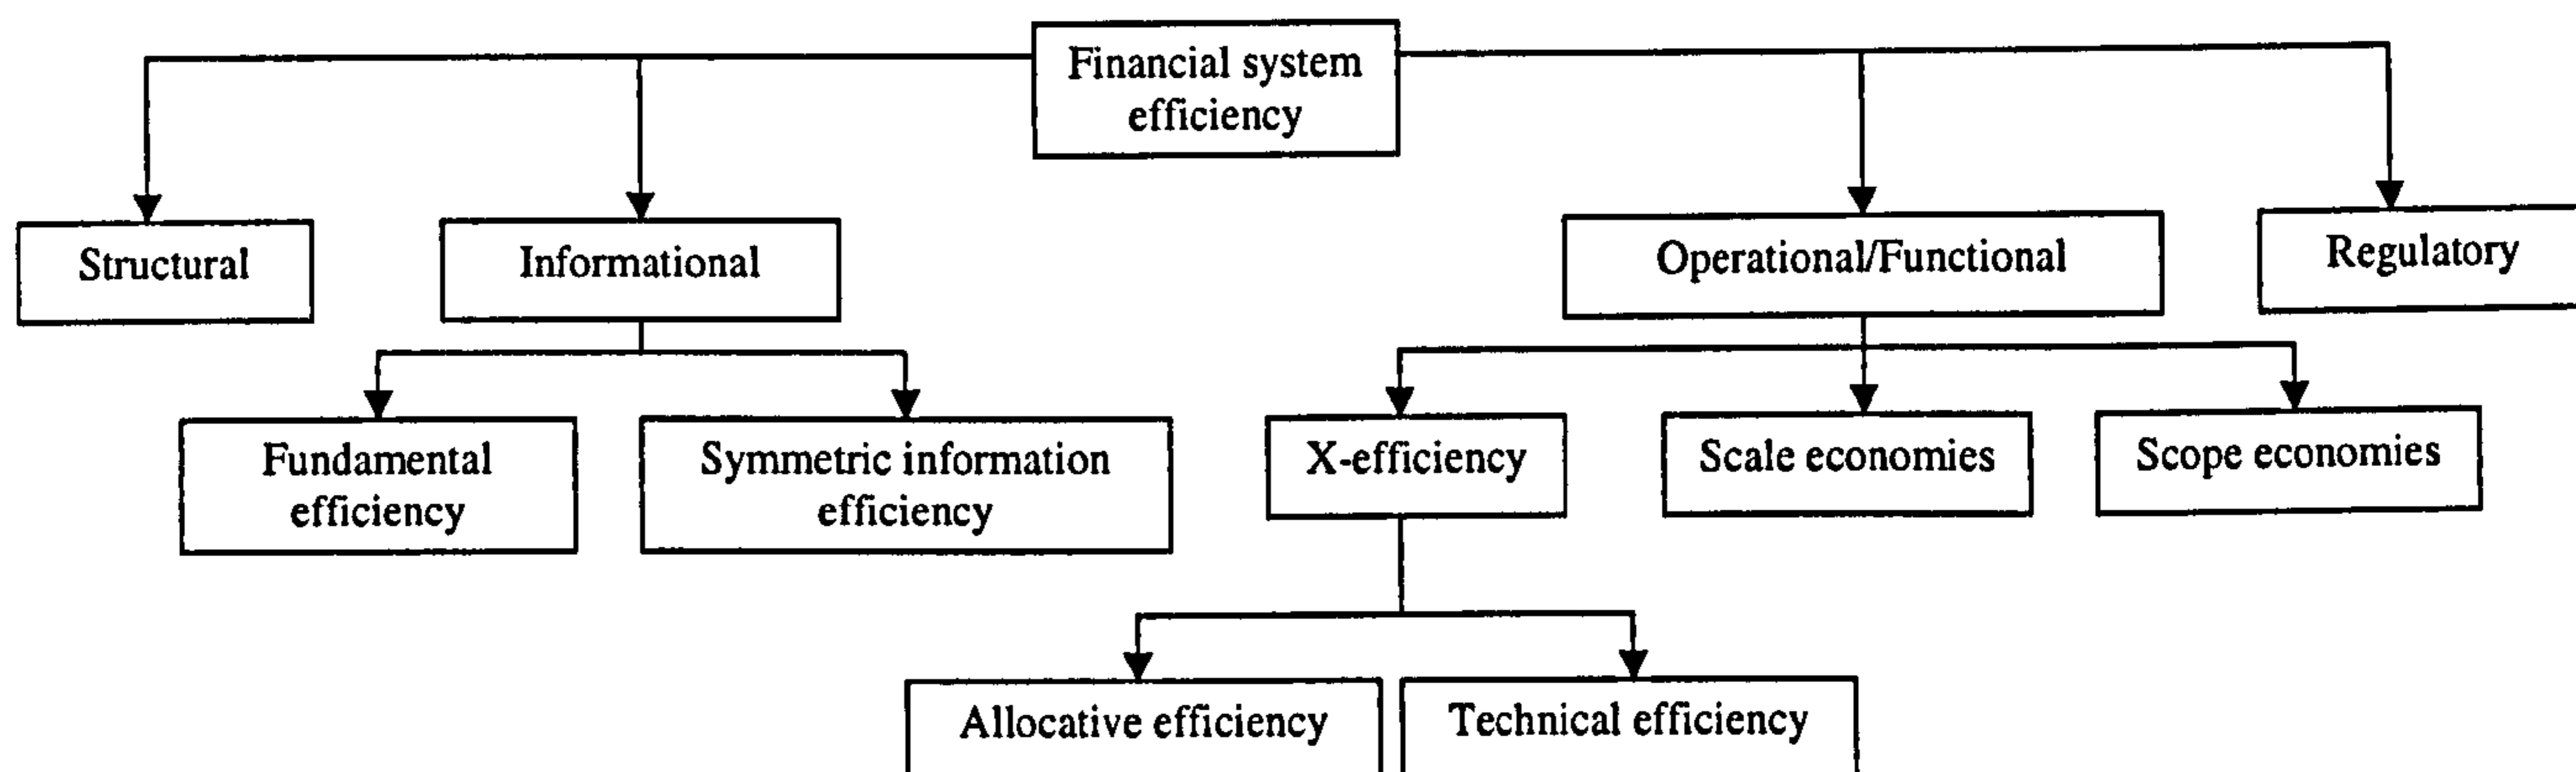 Financial system
efficiency
Structural
Informational
Operational/Functional
Regulatory
Fundamental
efficiency
Symmetric information
efficiency
X-efficiency
Scale economies
Scope economies
Allocative efficiency
Technical efficiency